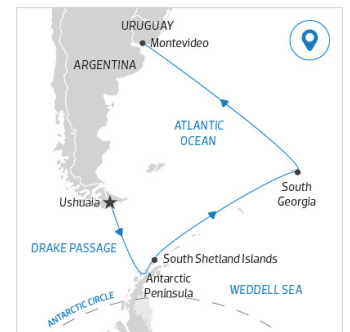 URUGUAY
Montevideo
ARGENTINA
ATLANTIC
OCEAN
South
Georgia
Ushuaia
DRAKE PASSAGE
South Shetland Islands
Antarctic
Peninsula
WEDDELL SEA
ANTARCTIC CIRCLE